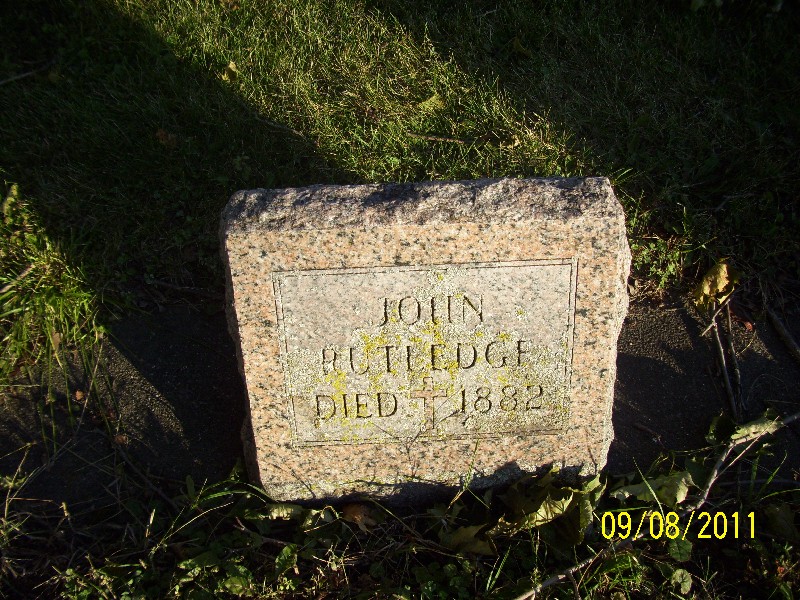 JOHN
RUTLEDGE
DIED 1882
09/08/2011